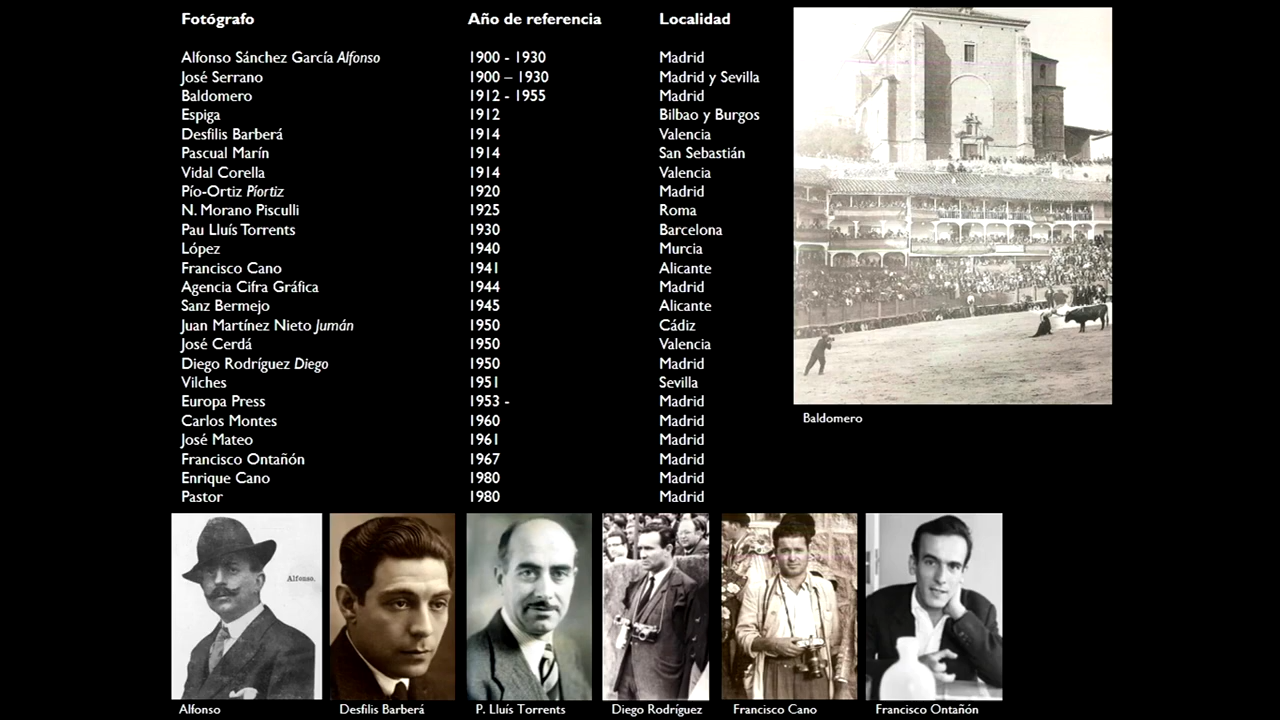 Fotógrafo Año de referencia Localidad
Alfonso Sánchez García Alfonso 1900 - 1930 Madrid
José Serrano 1900 – 1930 Madrid y Sevilla
Baldomero 1912 - 1955 Madrid
Espiga 1912 Bilbao y Burgos
Desfilis Barberá 1914 Valencia
Pascual Marín 1914 San Sebastián
Vidal Corella 1914 Valencia
Pío-Ortiz Píortiz 1920 Madrid
N. Morano Pisculli 1925 Roma
Pau Lluís Torrents 1930 Barcelona
López 1940 Murcia
Francisco Cano 1941 Alicante
Agencia Cifra Gráfica 1944 Madrid
Sanz Bermejo 1945 Alicante
Juan Martínez Nieto Jumán 1950 Cádiz
José Cerdá 1950 Valencia
Diego Rodríguez Diego 1950 Madrid
Vilches 1951 Sevilla
Europa Press 1953 - Madrid
Carlos Montes 1960 Madrid
José Mateo 1961 Madrid
Francisco Ontañón 1967 Madrid
Enrique Cano 1980 Madrid
Pastor 1980 Madrid
Baldomero
Alfonso.
Alfonso Desfilis Barberá P. Lluís Torrents Diego Rodríguez Francisco Cano Francisco Ontañón